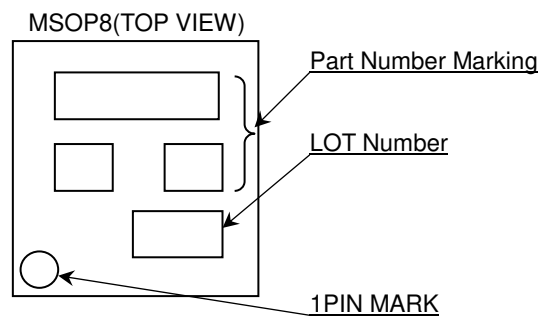 MSOP8(TOP VIEW)
Part Number Marking
LOT Number
1PIN MARK